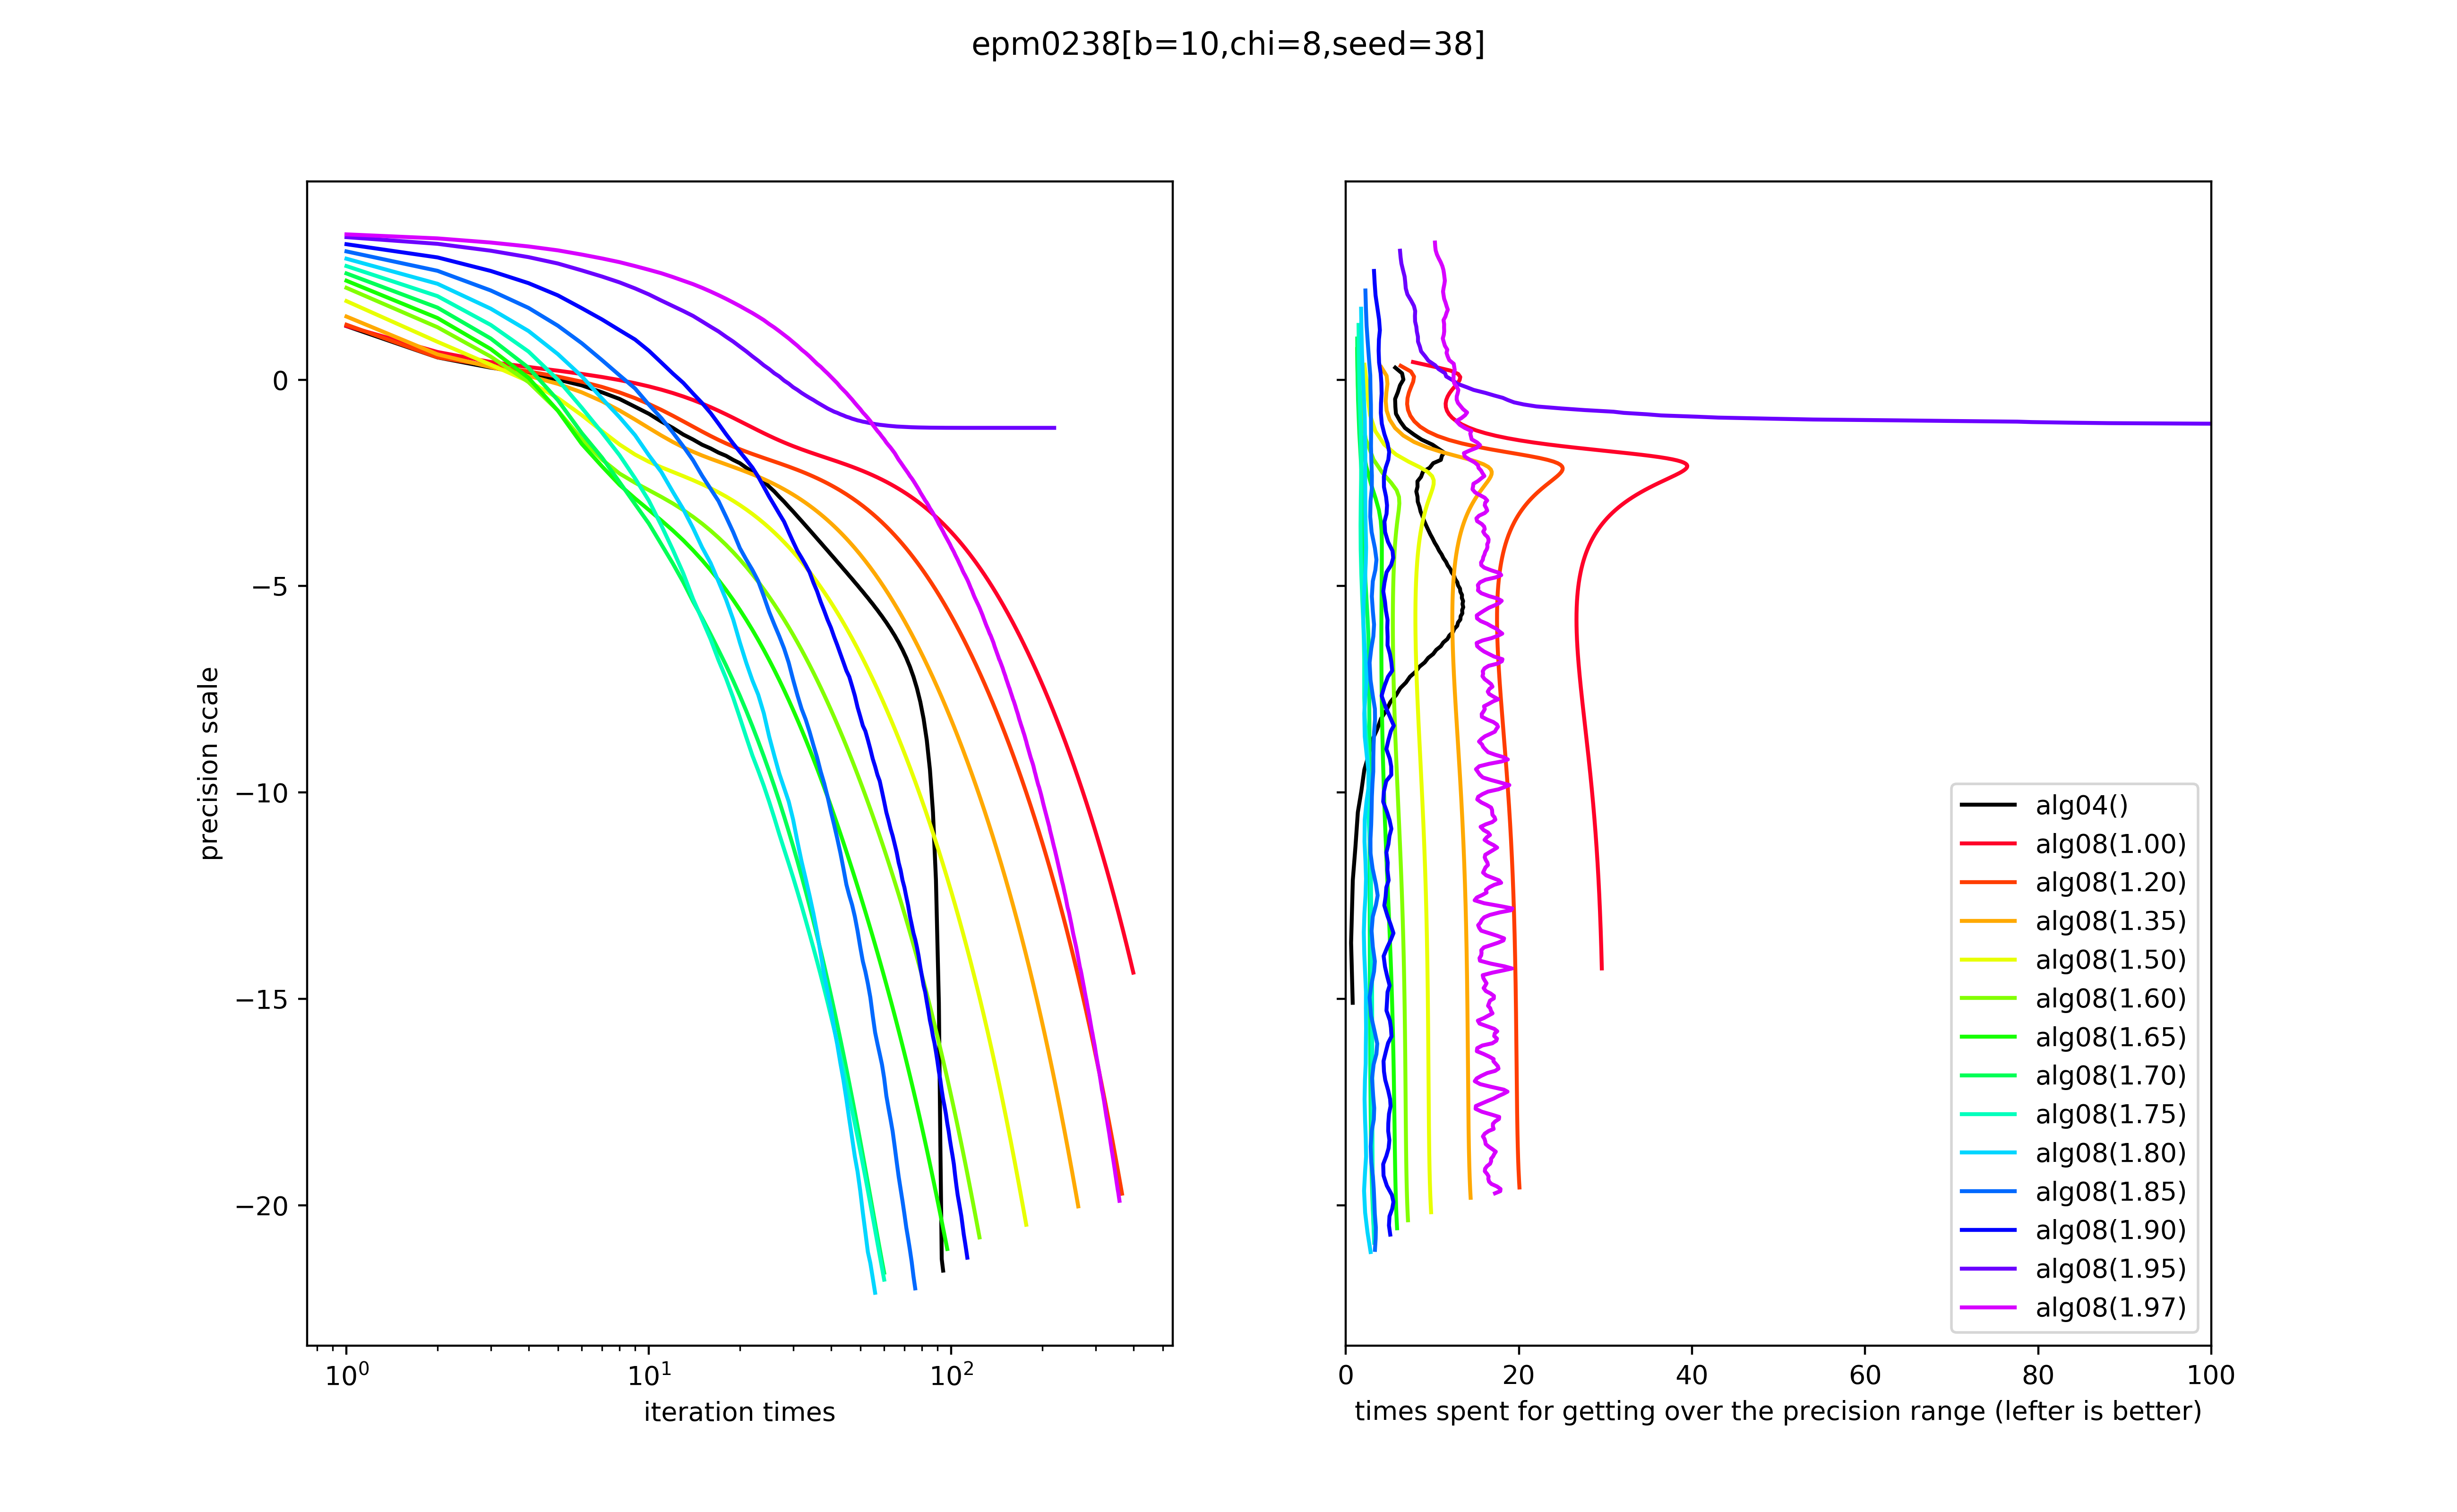 epm0238[b=10,chi=8,seed=38]
precision scale
0
−5
−10
−15
−20
10⁰
10¹
10²
iteration times
0
20
40
60
80
100
times spent for getting over the precision range (lefter is better)
alg04()
alg08(1.00)
alg08(1.20)
alg08(1.35)
alg08(1.50)
alg08(1.60)
alg08(1.65)
alg08(1.70)
alg08(1.75)
alg08(1.80)
alg08(1.85)
alg08(1.90)
alg08(1.95)
alg08(1.97)